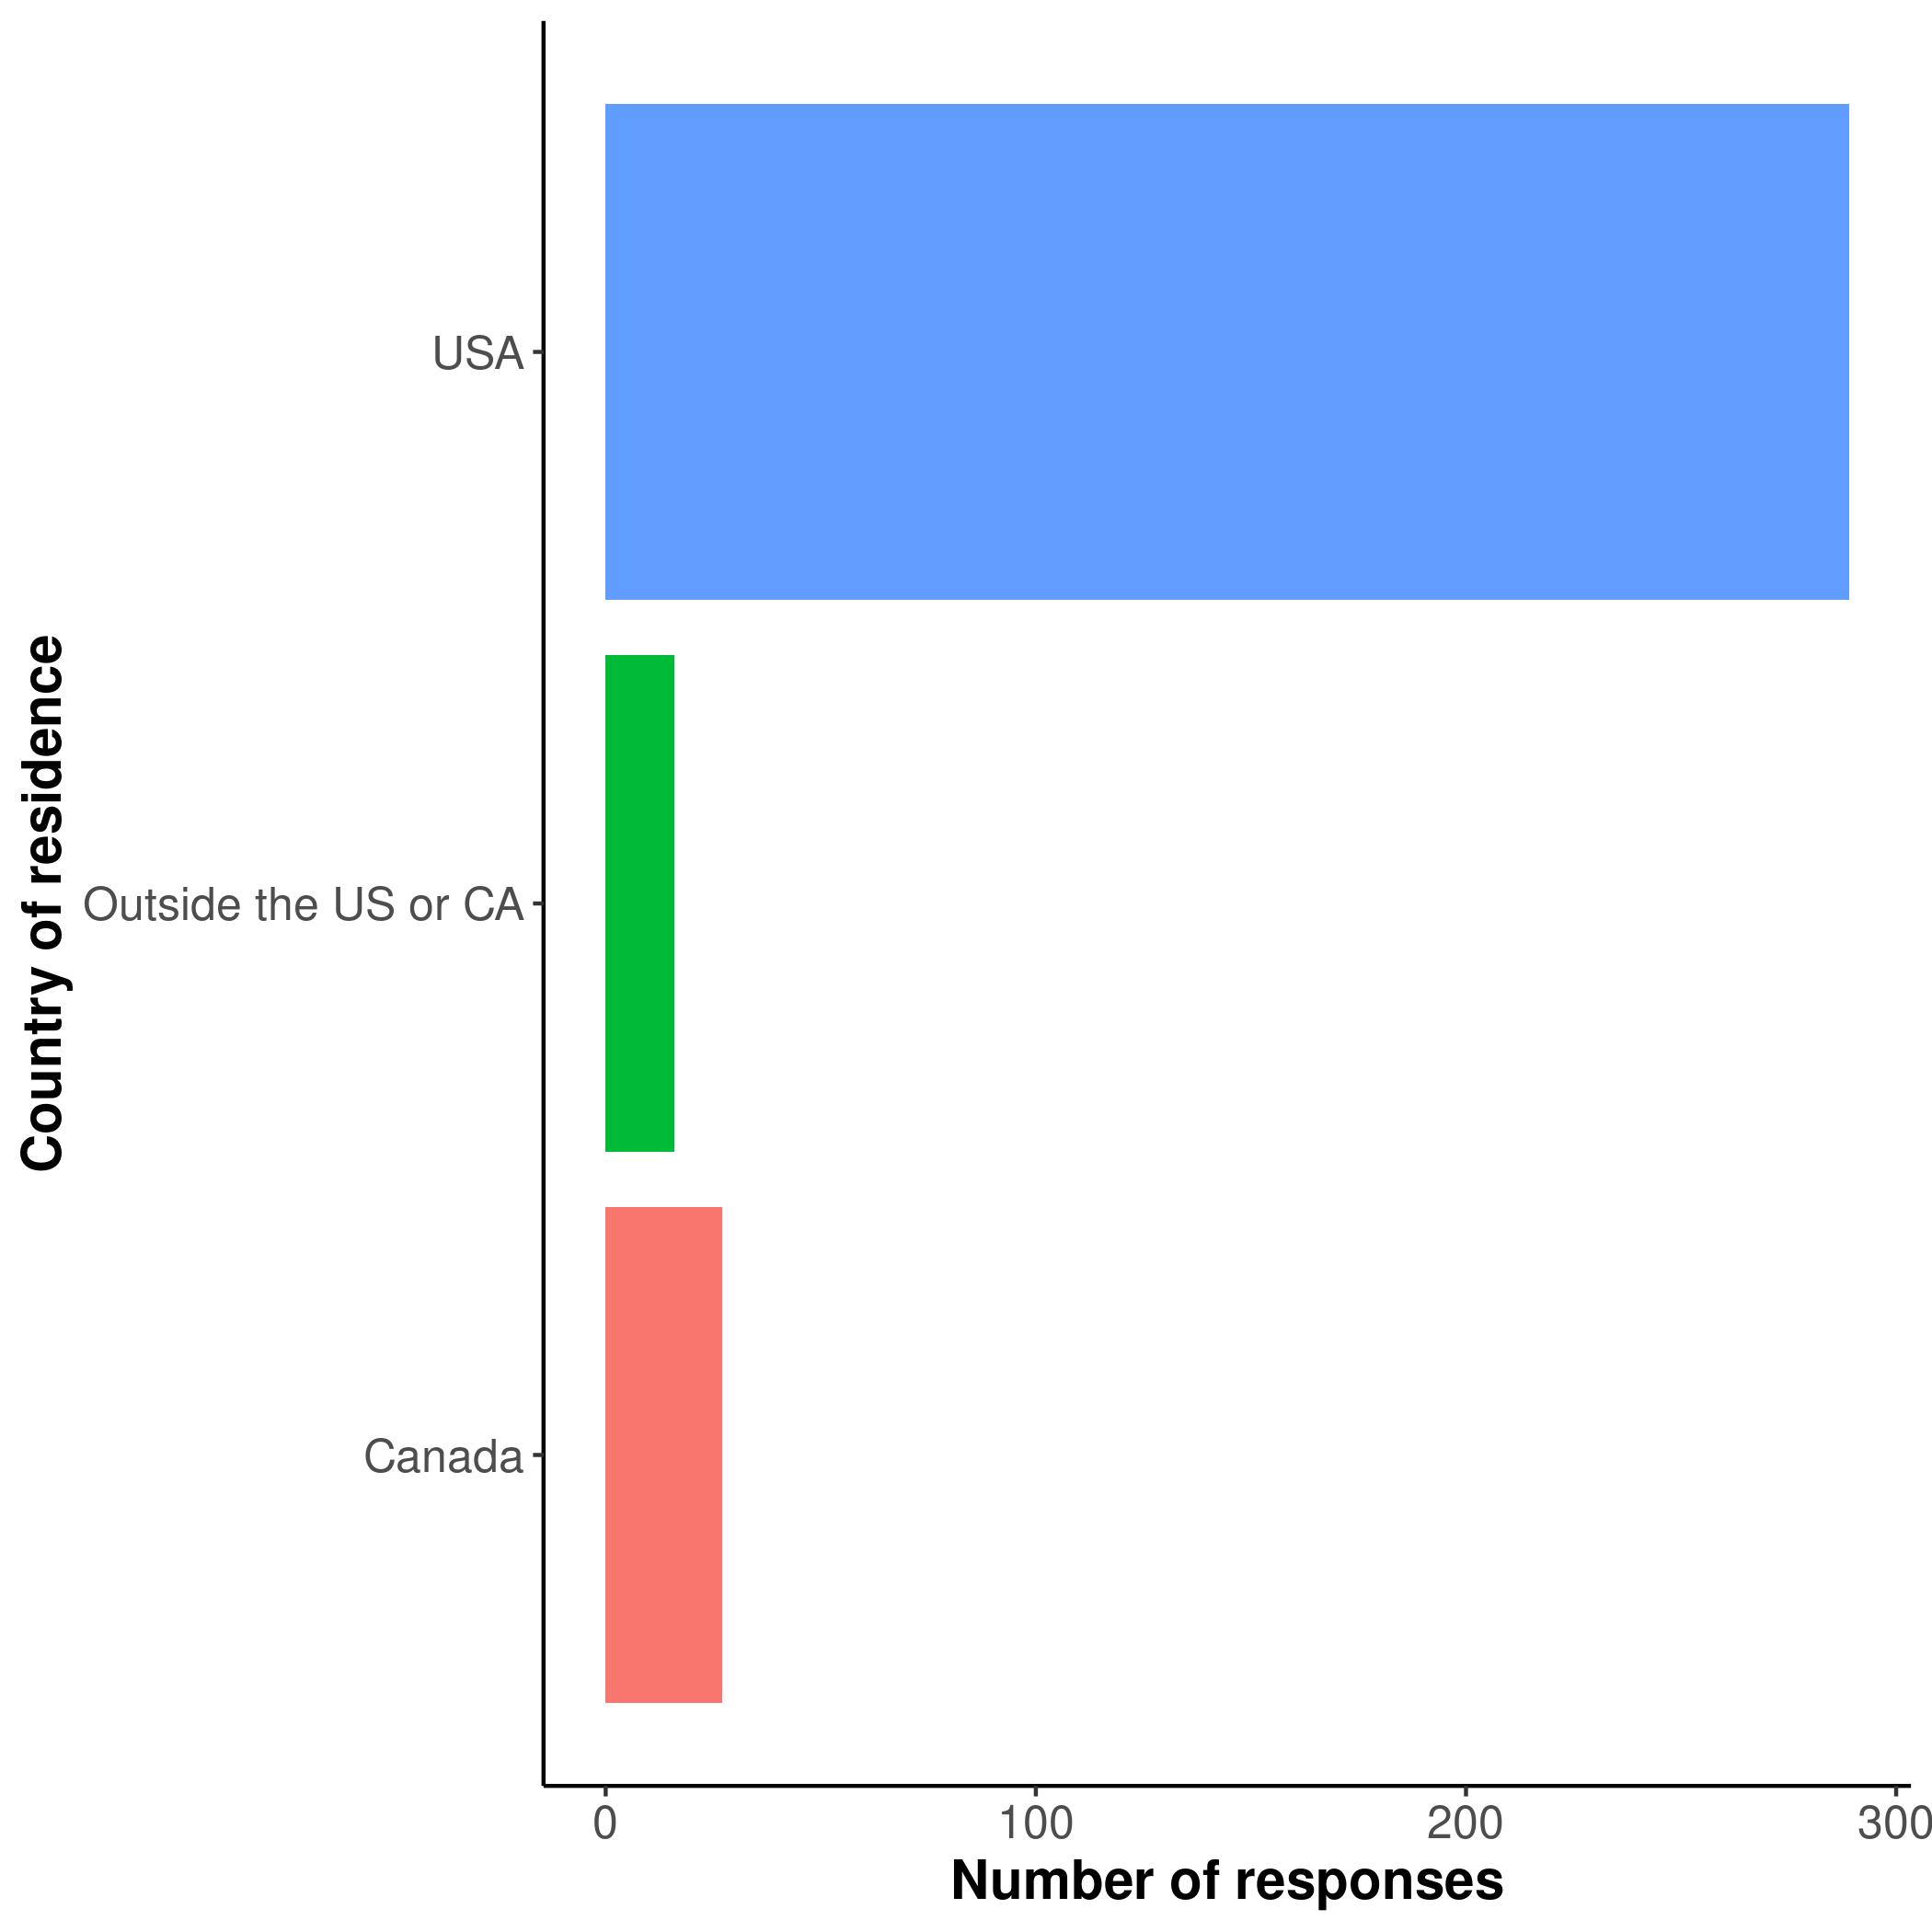 Country of residence
USA
Outside the US or CA
Canada
0 100 200 300
Number of responses